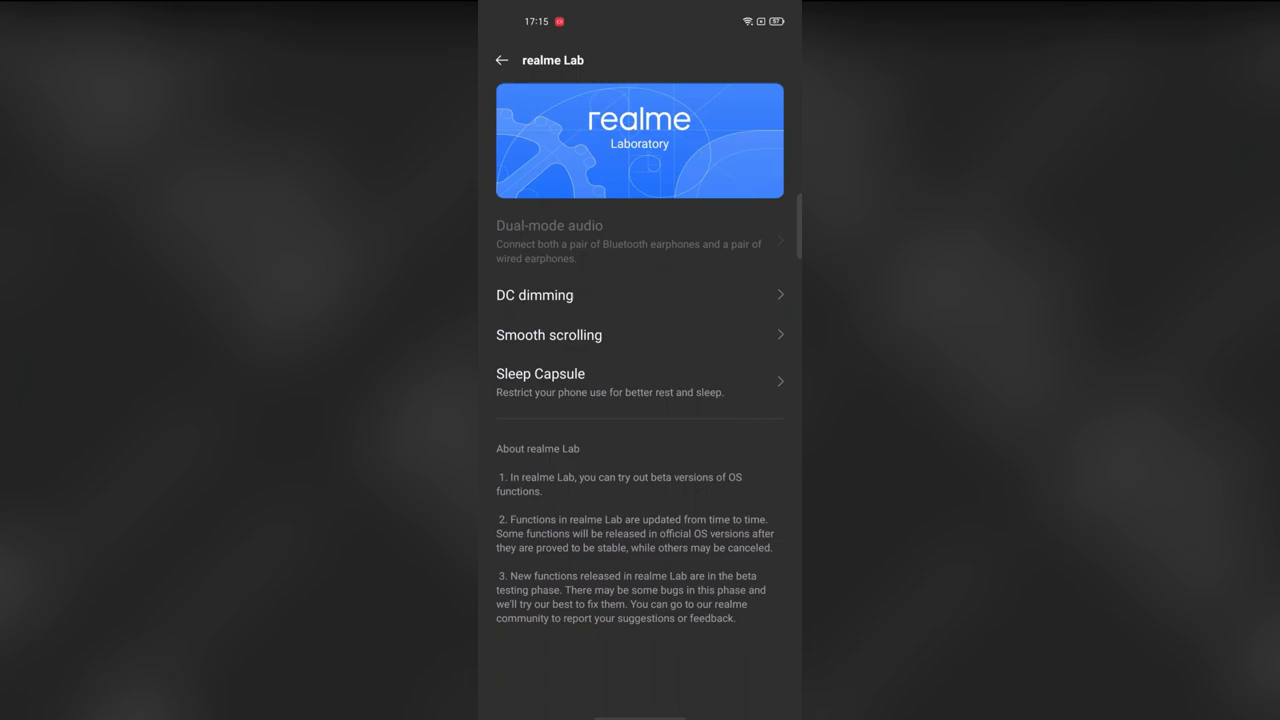 17:15
57
realme Lab
realme
Laboratory
Dual-mode audio
Connect both a pair of Bluetooth earphones and a pair of
wired earphones.
DC dimming
Smooth scrolling
Sleep Capsule
Restrict your phone use for better rest and sleep.
About realme Lab
1. In realme Lab, you can try out beta versions of OS
functions.
2. Functions in realme Lab are updated from time to time.
Some functions will be released in official OS versions after
they are proved to be stable, while others may be canceled.
3. New functions released in realme Lab are in the beta
testing phase. There may be some bugs in this phase and
we'll try our best to fix them. You can go to our realme
community to report your suggestions or feedback.